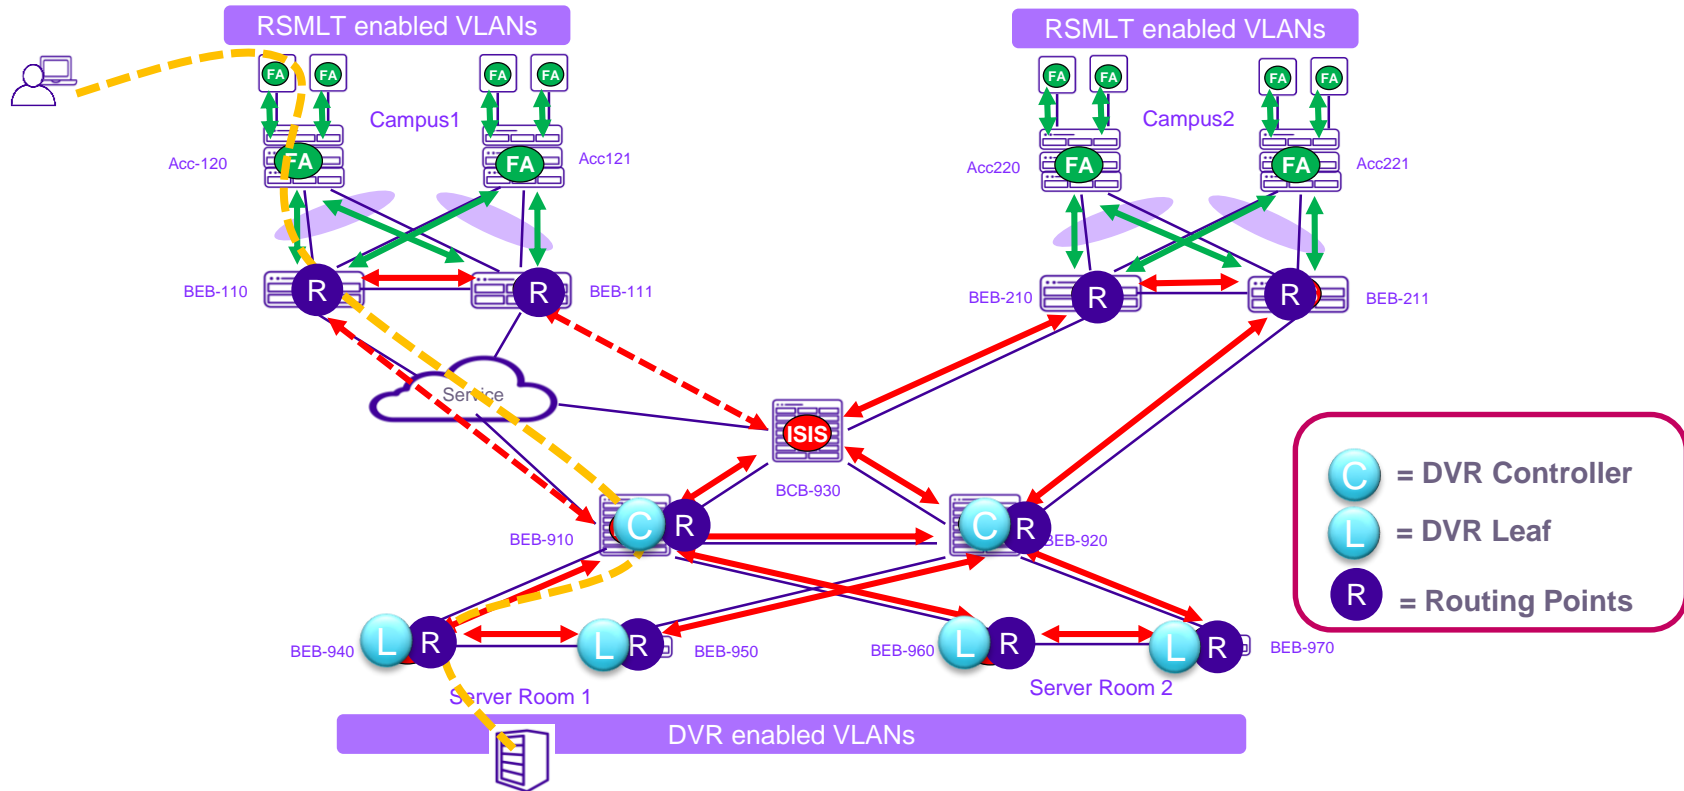 RSMLT enabled VLANs
RSMLT enabled VLANs
FA
FA
FA
FA
FA
FA
FA
FA
Campus1
Campus2
Acc-120
FA
FA
Acc121
Acc220
FA
FA
Acc221
BEB-110
R
R
BEB-111
BEB-210
R
R
BEB-211
Service
ISIS
BCB-930
C
= DVR Controller
L
= DVR Leaf
R
= Routing Points
BEB-910
C
R
C
R
BEB-920
BEB-940
L
R
L
R
BEB-950
BEB-960
L
R
L
R
BEB-970
Server Room 1
Server Room 2
DVR enabled VLANs